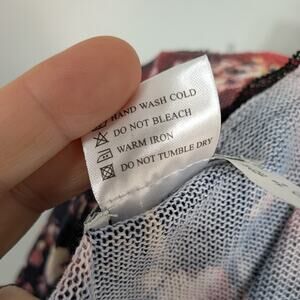 HAND WASH COLD
DO NOT BLEACH
WARM IRON
DO NOT TUMBLE DRY